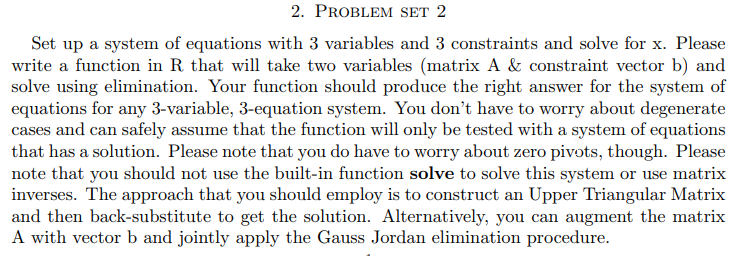 2. Problem set 2
Set up a system of equations with 3 variables and 3 constraints and solve for x. Please
write a function in R that will take two variables (matrix A & constraint vector b) and
solve using elimination. Your function should produce the right answer for the system of
equations for any 3-variable, 3-equation system. You don't have to worry about degenerate
cases and can safely assume that the function will only be tested with a system of equations
that has a solution. Please note that you do have to worry about zero pivots, though. Please
note that you should not use the built-in function solve to solve this system or use matrix
inverses. The approach that you should employ is to construct an Upper Triangular Matrix
and then back-substitute to get the solution. Alternatively, you can augment the matrix
A with vector b and jointly apply the Gauss Jordan elimination procedure.